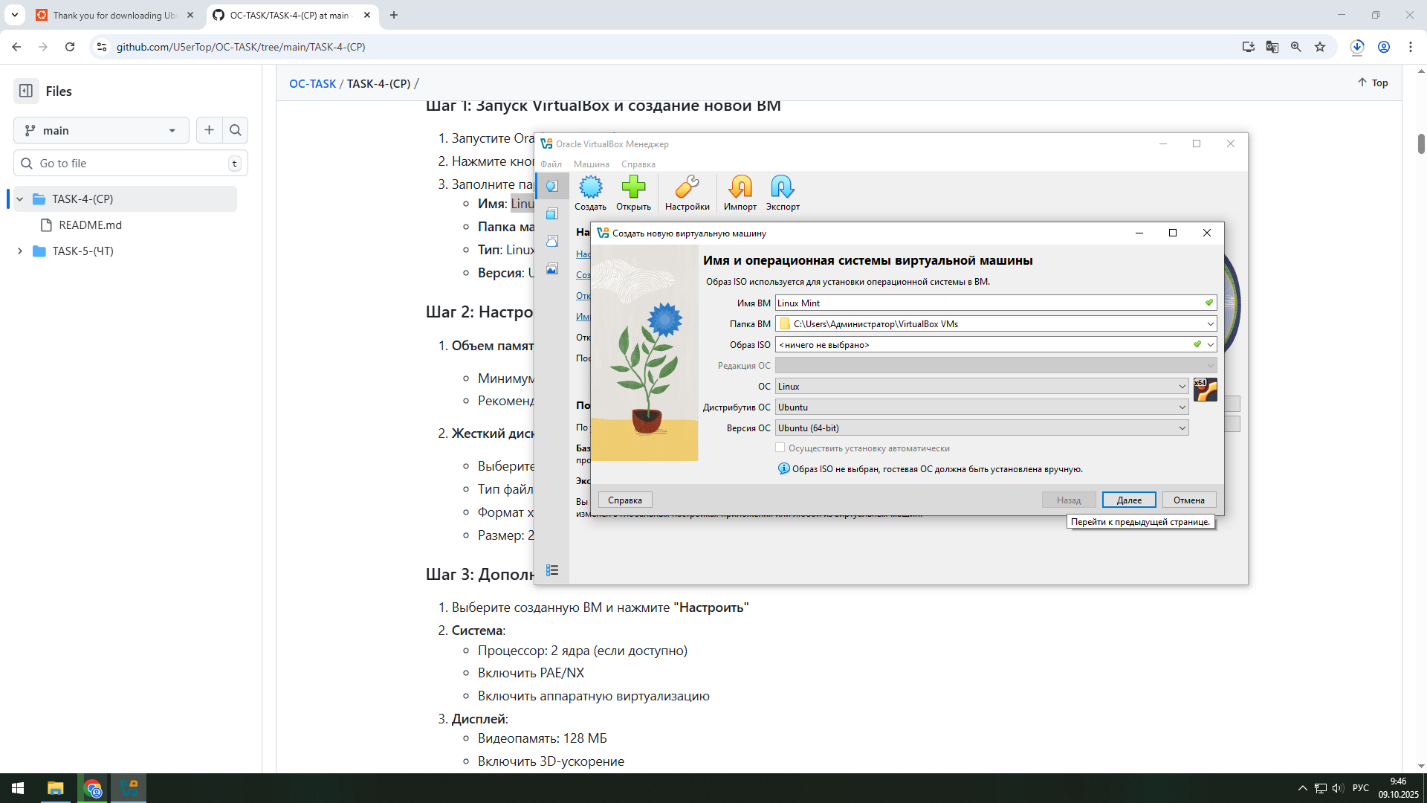 Thank you for downloading Ub
OC-TASK/TASK-4-(CP) at main
github.com/U5erTop/OC-TASK/tree/main/TASK-4-(CP)
Files
OC-TASK / TASK-4-(CP) /
Top
main
Go to file
t
TASK-4-(CP)
README.md
TASK-5-(ЧТ)
Шаг 1: Запуск VirtualBox и создание новой ВМ
1. Запустите Ora
2. Нажмите кно
3. Заполните па
Имя: Linu
Папка ма
Тип: Linux
Версия: U
Шаг 2: Настро
1. Объем памят
Минимум
Рекоменд
2. Жесткий диск
Выберите
Тип файл
Формат х
Размер: 2
Шаг 3: Дополн
1. Выберите созданную ВМ и нажмите "Настроить"
2. Система:
Процессор: 2 ядра (если доступно)
Включить PAE/NX
Включить аппаратную виртуализацию
3. Дисплей:
Видеопамять: 128 МБ
Включить 3D-ускорение
Oracle VirtualBox Менеджер
Файл Машина Справка
Создать Открыть Настройки Импорт Экспорт
Создать новую виртуальную машину
Имя и операционная системы виртуальной машины
Образ ISO используется для установки операционной системы в ВМ.
Имя ВМ Linux Mint
Папка ВМ C:\Users\Администратор\VirtualBox VMs
Образ ISO <ничего не выбрано>
Редакция ОС
ОС Linux
x64
Дистрибутив ОС Ubuntu
Версия ОС Ubuntu (64-bit)
Осуществить установку автоматически
Образ ISO не выбран, гостевая ОС должна быть установлена вручную.
Справка Назад Далее Отмена
Перейти к предыдущей странице.
РУС
9:46
09.10.2025